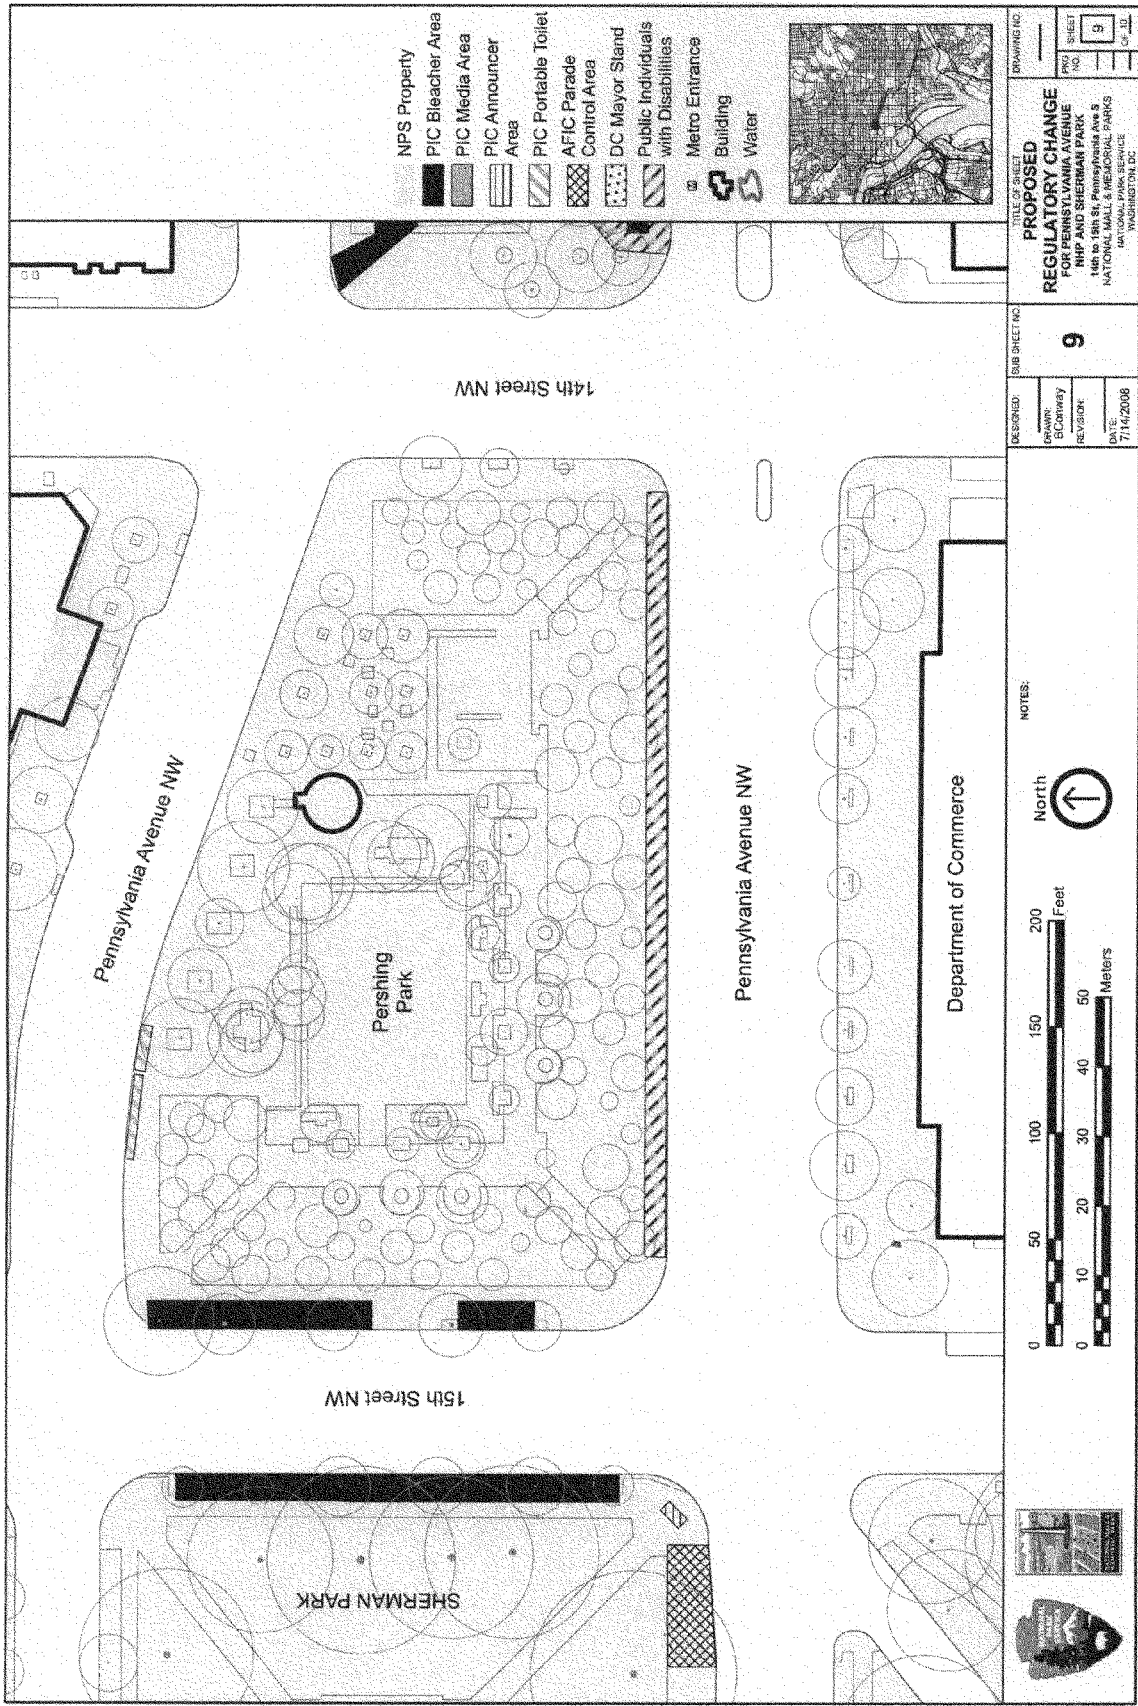 Pennsylvania Avenue NW
14th Street NW
Pershing
Park
Pennsylvania Avenue NW
15th Street NW
SHERMAN PARK
Department of Commerce
NPS Property
PIC Bleacher Area
PIC Media Area
PIC Announcer
Area
PIC Portable Toilet
AFIC Parade
Control Area
DC Mayor Stand
Public Individuals
with Disabilities
Metro Entrance
Building
Water
0 50 100 150 200
Feet
0 10 20 30 40 50
Meters
North
NOTES:
DESIGNED:
DRAWN:
BConway
REVISION:
DATE:
7/14/2008
SUB SHEET NO.
9
TITLE OF SHEET
PROPOSED
REGULATORY CHANGE
FOR PENNSYLVANIA AVENUE
NHP AND SHERMAN PARK
14th to 15th St, Pennsylvania Ave S
NATIONAL MALL & MEMORIAL PARKS
NATIONAL PARK SERVICE
WASHINGTON, DC
DRAWING NO.
PKG
NO.
SHEET
9
OF 10